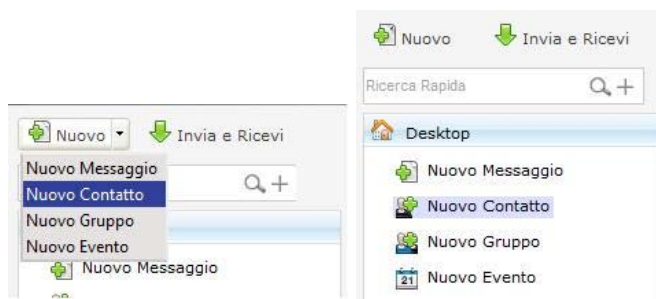 Nuovo
Invia e Ricevi
Nuovo Messaggio
Nuovo Contatto
Nuovo Gruppo
Nuovo Evento
Nuovo Messaggio
Nuovo
Invia e Ricevi
Ricerca Rapida
Desktop
Nuovo Messaggio
Nuovo Contatto
Nuovo Gruppo
21 Nuovo Evento